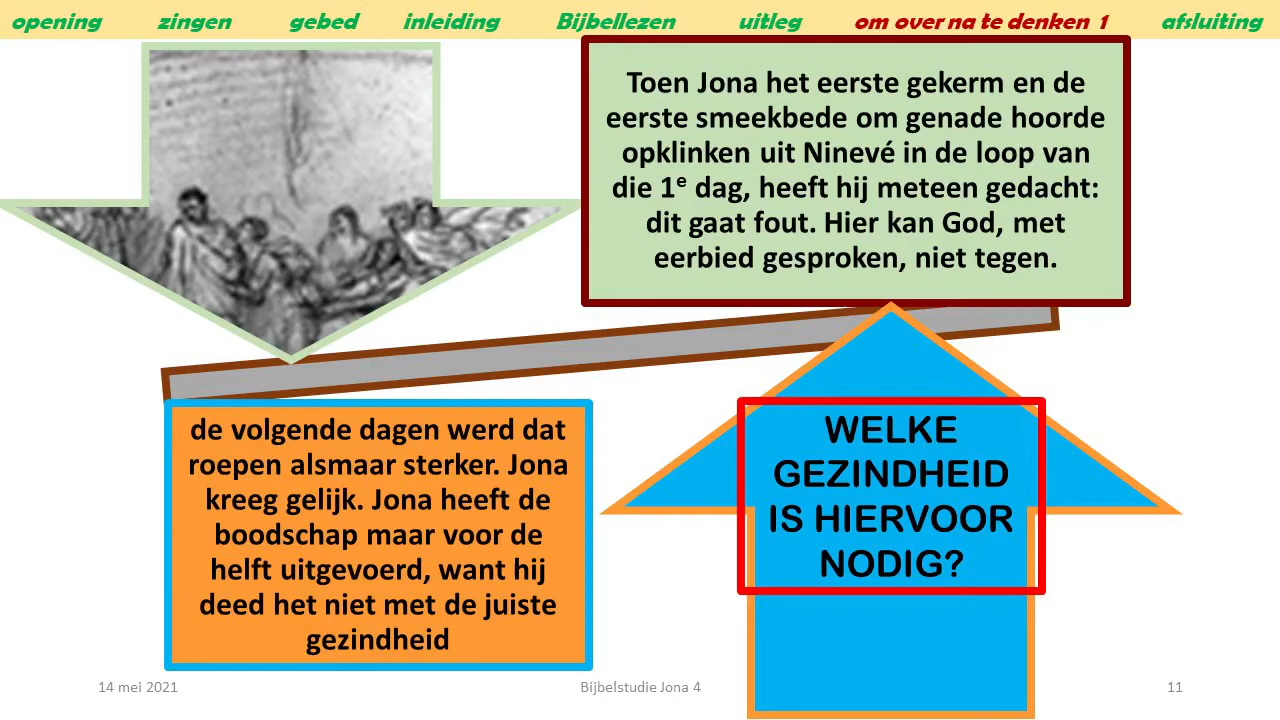 opening zingen gebed inleiding Bijbellezen uitleg om over na te denken 1 afsluiting
Toen Jona het eerste gekerm en de
eerste smeekbede om genade hoorde
opklinken uit Ninevé in de loop van
die 1e dag, heeft hij meteen gedacht:
dit gaat fout. Hier kan God, met
eerbied gesproken, niet tegen.
de volgende dagen werd dat
roepen alsmaar sterker. Jona
kreeg gelijk. Jona heeft de
boodschap maar voor de
helft uitgevoerd, want hij
deed het niet met de juiste
gezindheid
WELKE
GEZINDHEID
IS HIERVOOR
NODIG?
14 mei 2021
Bijbelstudie Jona 4
11